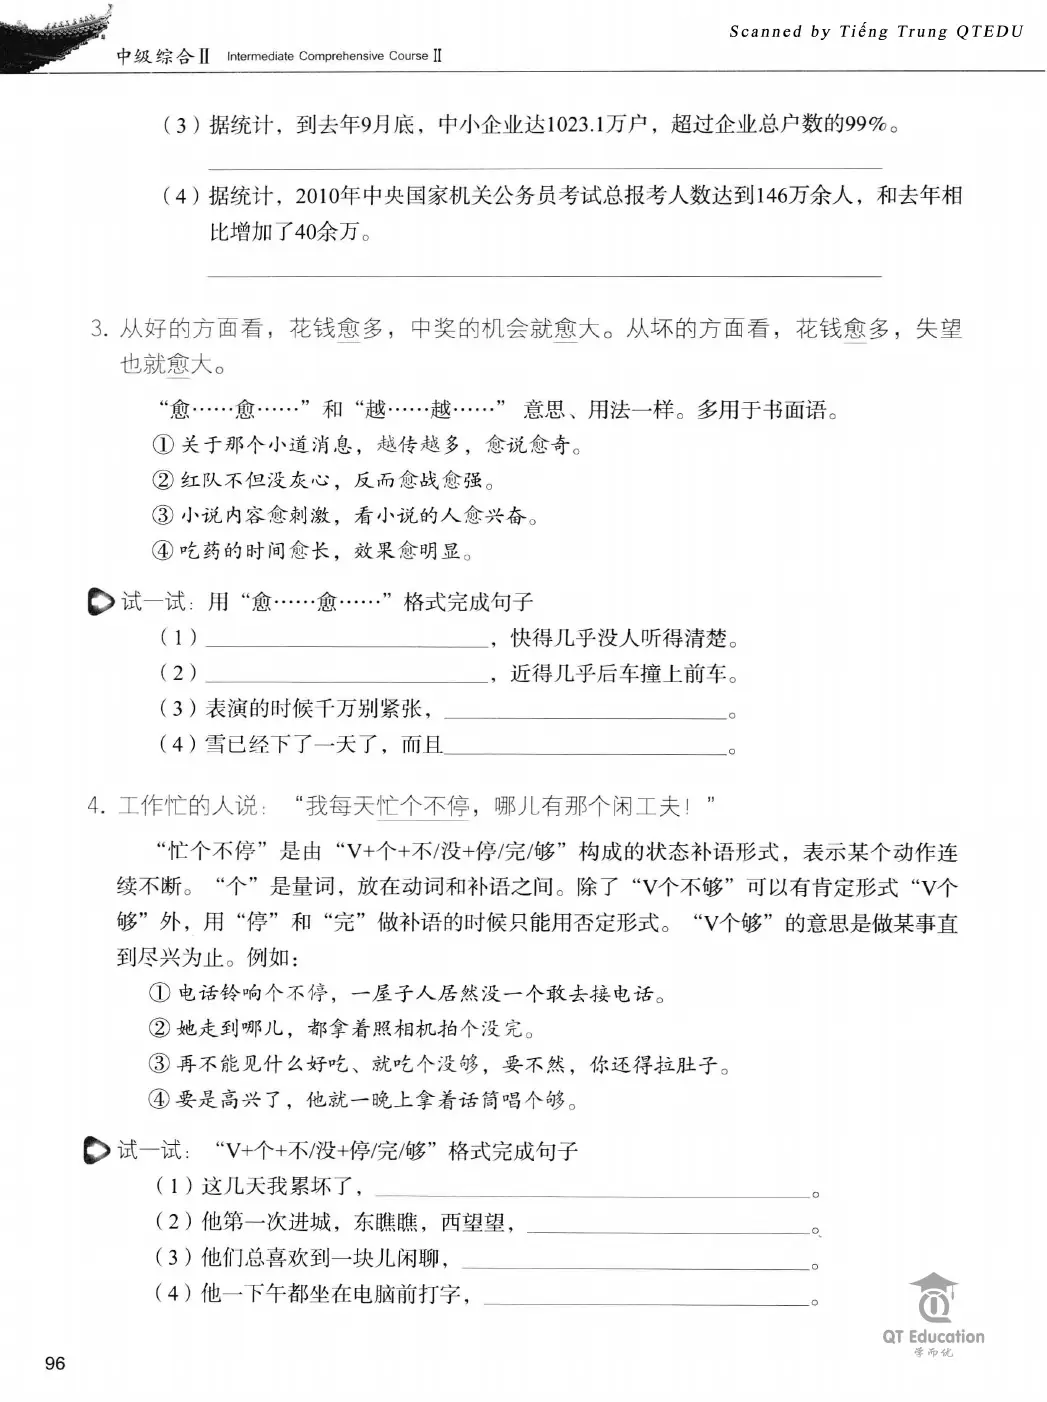 Scanned by Tiếng Trung QTEDU
中级综合Ⅱ Intermediate Comprehensive Course Ⅱ
（3）据统计，到去年9月底，中小企业达1023.1万户，超过企业总户数的99%。
（4）据统计，2010年中央国家机关公务员考试总报考人数达到146万余人，和去年相
比增加了40余万。
3. 从好的方面看，花钱愈多，中奖的机会就愈大。从坏的方面看，花钱愈多，失望
也就愈大。
“愈……愈……”和“越……越……” 意思、用法一样。多用于书面语。
① 关于那个小道消息，越传越多，愈说愈奇。
② 红队不但没灰心，反而愈战愈强。
③ 小说内容愈刺激，看小说的人愈兴奋。
④ 吃药的时间愈长，效果愈明显。
试一试：用“愈……愈……”格式完成句子
（1）__________，快得几乎没人听得清楚。
（2）__________，近得几乎后车撞上前车。
（3）表演的时候千万别紧张，__________。
（4）雪已经下了一天了，而且__________。
4. 工作忙的人说：“我每天忙个不停，哪儿有那个闲工夫！”
“忙个不停”是由“V+个+不/没+停/完/够”构成的状态补语形式，表示某个动作连
续不断。“个”是量词，放在动词和补语之间。除了“V个不够”可以有肯定形式“V个
够”外，用“停”和“完”做补语的时候只能用否定形式。“V个够”的意思是做某事直
到尽兴为止。例如：
① 电话铃响个不停，一屋子人居然没一个敢去接电话。
② 她走到哪儿，都拿着照相机拍个没完。
③ 再不能见什么好吃、就吃个没够，要不然，你还得拉肚子。
④ 要是高兴了，他就一晚上拿着话筒唱个够。
试一试：“V+个+不/没+停/完/够”格式完成句子
（1）这几天我累坏了，__________。
（2）他第一次进城，东瞧瞧，西望望，__________。
（3）他们总喜欢到一块儿闲聊，__________。
（4）他一下午都坐在电脑前打字，__________。
QT Education
学而优
96